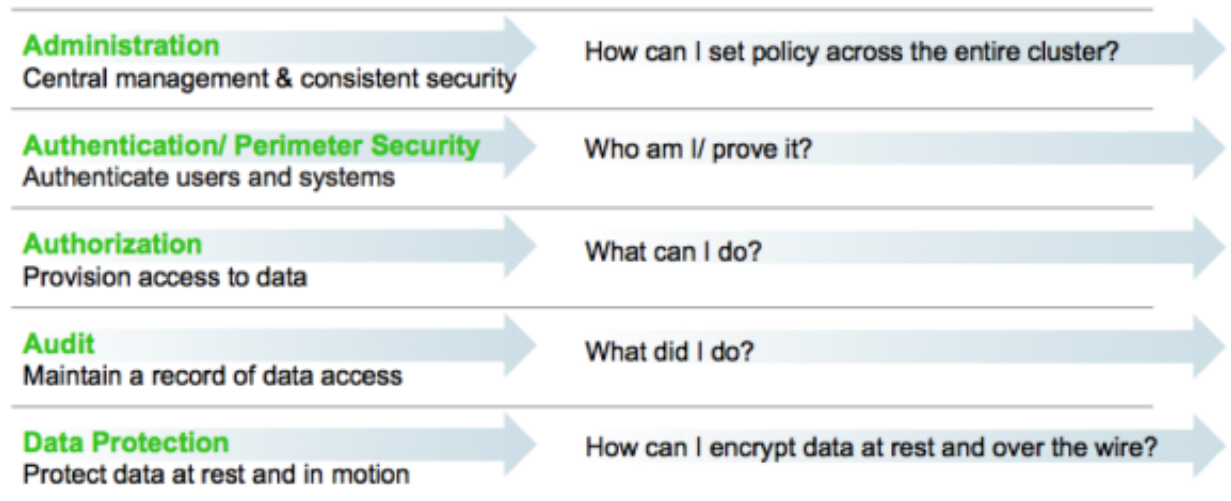 Administration
Central management & consistent security
How can I set policy across the entire cluster?
Authentication/ Perimeter Security
Authenticate users and systems
Who am I/ prove it?
Authorization
Provision access to data
What can I do?
Audit
Maintain a record of data access
What did I do?
Data Protection
Protect data at rest and in motion
How can I encrypt data at rest and over the wire?